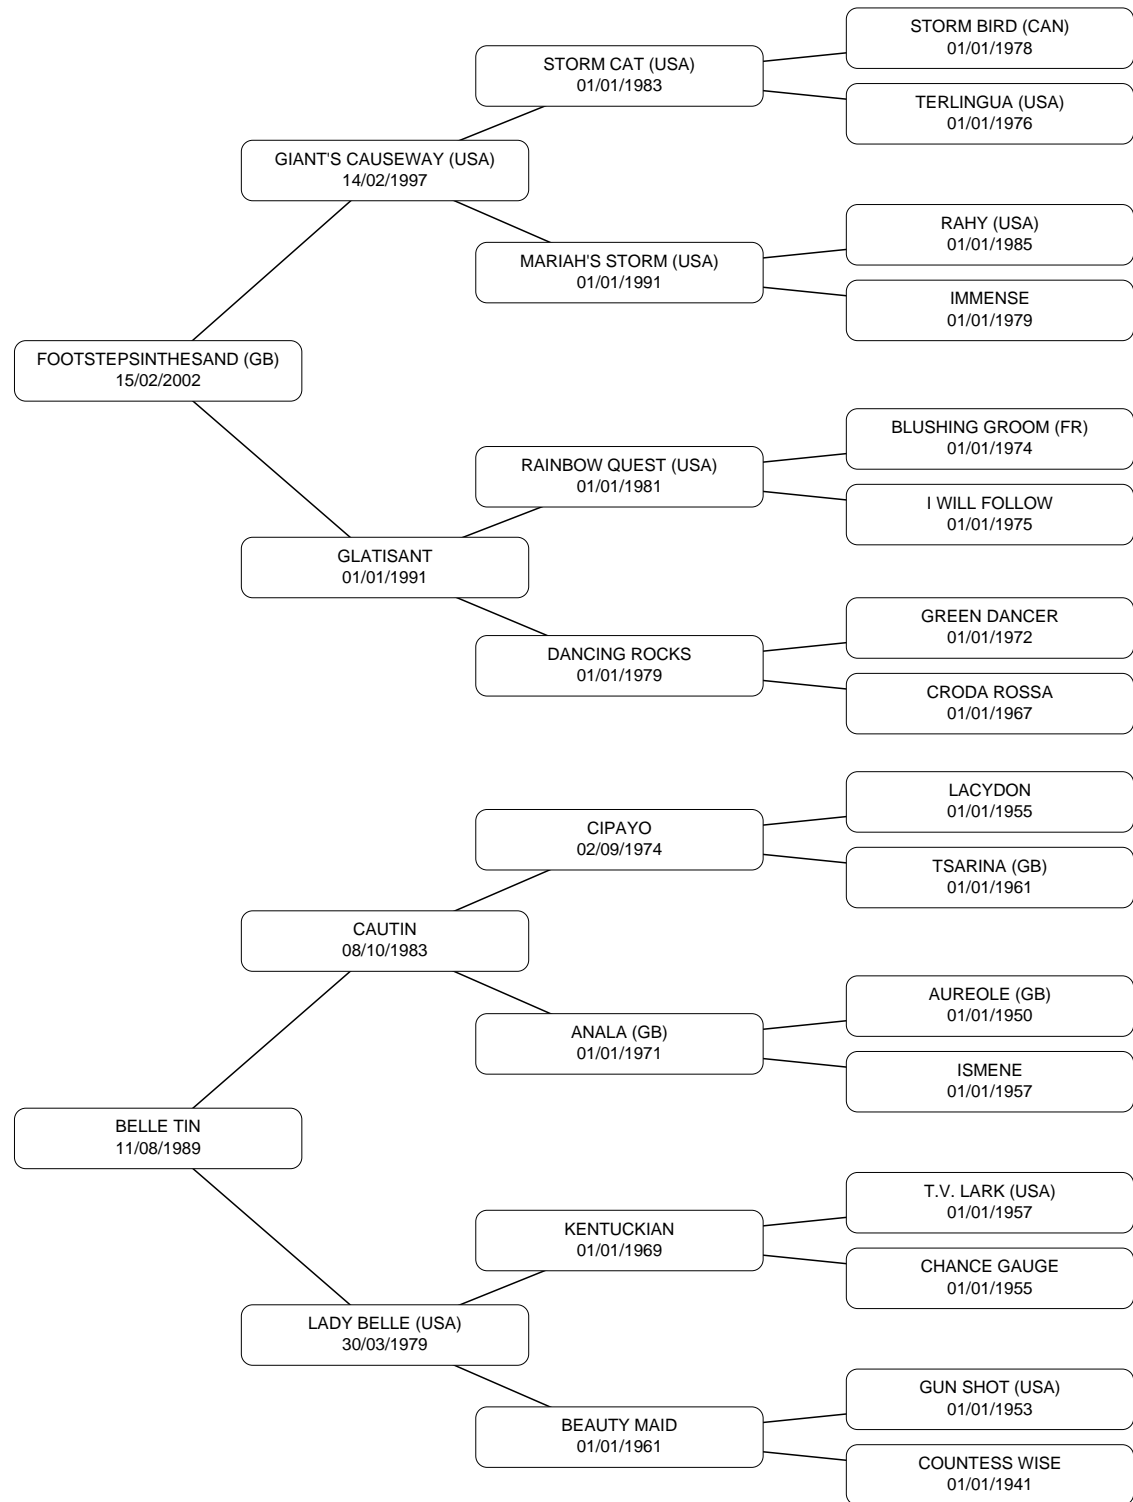 STORM BIRD (CAN)
01/01/1978
STORM CAT (USA)
01/01/1983
TERLINGUA (USA)
01/01/1976
GIANT'S CAUSEWAY (USA)
14/02/1997
RAHY (USA)
01/01/1985
MARIAH'S STORM (USA)
01/01/1991
IMMENSE
01/01/1979
FOOTSTEPSINTHESAND (GB)
15/02/2002
BLUSHING GROOM (FR)
01/01/1974
RAINBOW QUEST (USA)
01/01/1981
I WILL FOLLOW
01/01/1975
GLATISANT
01/01/1991
GREEN DANCER
01/01/1972
DANCING ROCKS
01/01/1979
CRODA ROSSA
01/01/1967
LACYDON
01/01/1955
CIPAYO
02/09/1974
TSARINA (GB)
01/01/1961
CAUTIN
08/10/1983
AUREOLE (GB)
01/01/1950
ANALA (GB)
01/01/1971
ISMENE
01/01/1957
BELLE TIN
11/08/1989
T.V. LARK (USA)
01/01/1957
KENTUCKIAN
01/01/1969
CHANCE GAUGE
01/01/1955
LADY BELLE (USA)
30/03/1979
GUN SHOT (USA)
01/01/1953
BEAUTY MAID
01/01/1961
COUNTESS WISE
01/01/1941